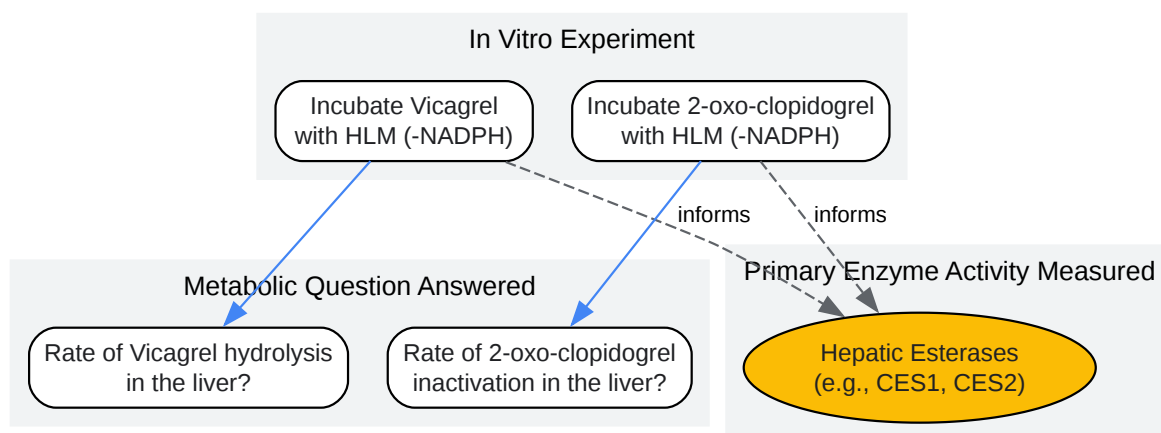 In Vitro Experiment
Incubate Vicagrel
with HLM (-NADPH)
Incubate 2-oxo-clopidogrel
with HLM (-NADPH)
informs
informs
Metabolic Question Answered
Primary Enzyme Activity Measured
Rate of Vicagrel hydrolysis
in the liver?
Rate of 2-oxo-clopidogrel
inactivation in the liver?
Hepatic Esterases
(e.g., CES1, CES2)